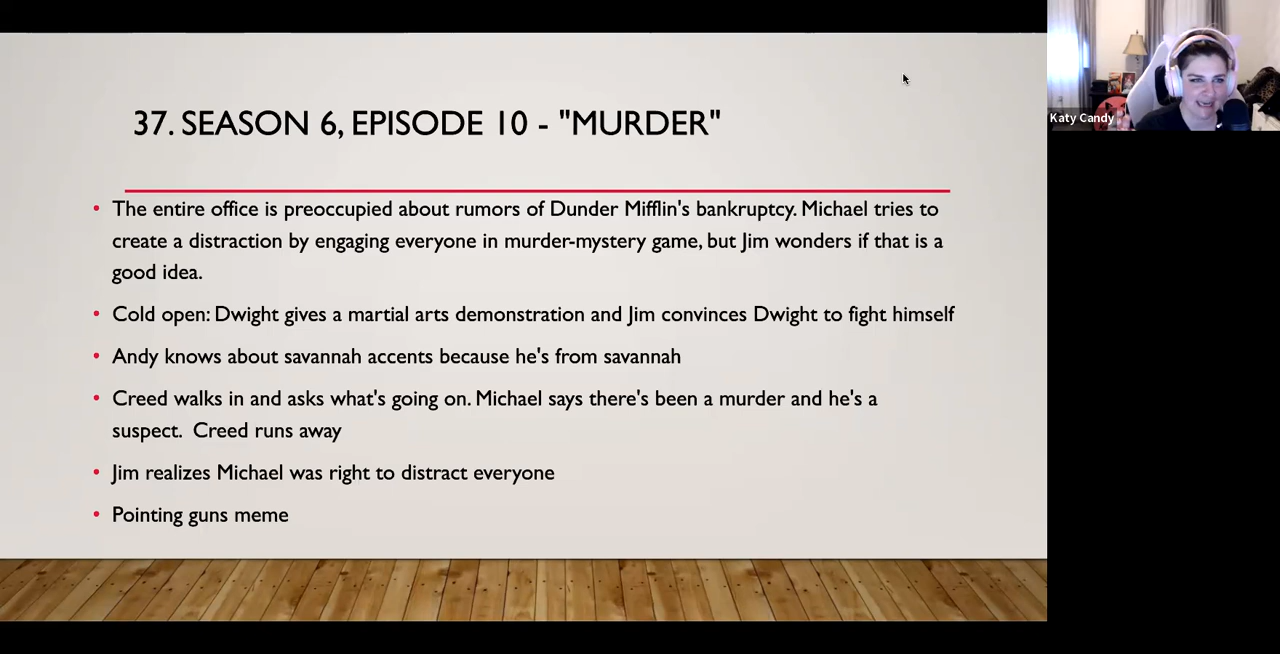 37. SEASON 6, EPISODE 10 - "MURDER"
• The entire office is preoccupied about rumors of Dunder Mifflin's bankruptcy. Michael tries to
create a distraction by engaging everyone in murder-mystery game, but Jim wonders if that is a
good idea.
• Cold open: Dwight gives a martial arts demonstration and Jim convinces Dwight to fight himself
• Andy knows about savannah accents because he's from savannah
• Creed walks in and asks what's going on. Michael says there's been a murder and he's a
suspect.  Creed runs away
• Jim realizes Michael was right to distract everyone
• Pointing guns meme
Katy Candy